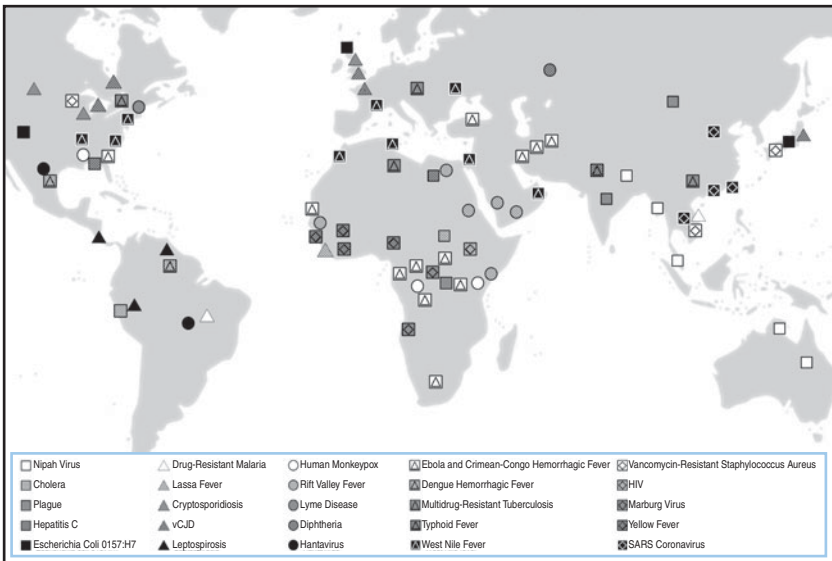 Nipah Virus Drug-Resistant Malaria Human Monkeypox Ebola and Crimean-Congo Hemorrhagic Fever Vancomycin-Resistant Staphylococcus Aureus
Cholera Lassa Fever Rift Valley Fever Dengue Hemorrhagic Fever HIV
Plague Cryptosporidiosis Lyme Disease Multidrug-Resistant Tuberculosis Marburg Virus
Hepatitis C vCJD Diphtheria Typhoid Fever Yellow Fever
Escherichia Coli 0157:H7 Leptospirosis Hantavirus West Nile Fever SARS Coronavirus